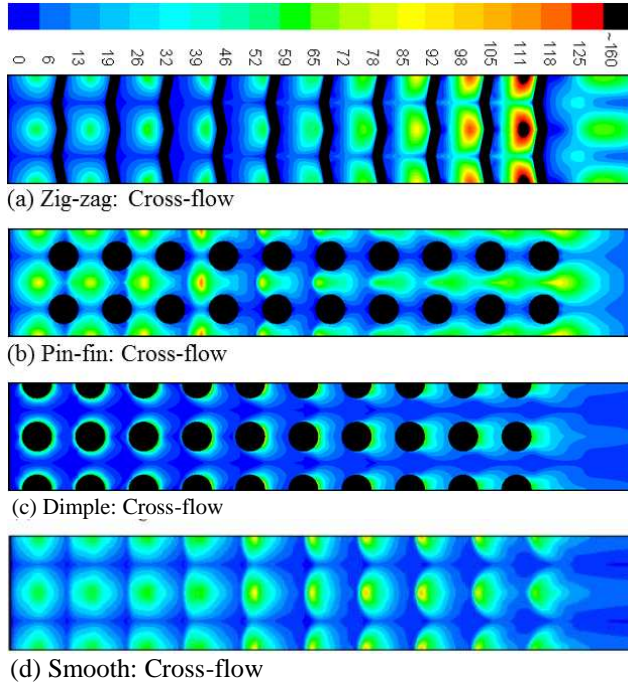 0 6 13 19 26 32 39 46 52 59 65 72 78 85 92 98 105 111 118 125 ~160
(a) Zig-zag: Cross-flow
(b) Pin-fin: Cross-flow
(c) Dimple: Cross-flow
(d) Smooth: Cross-flow